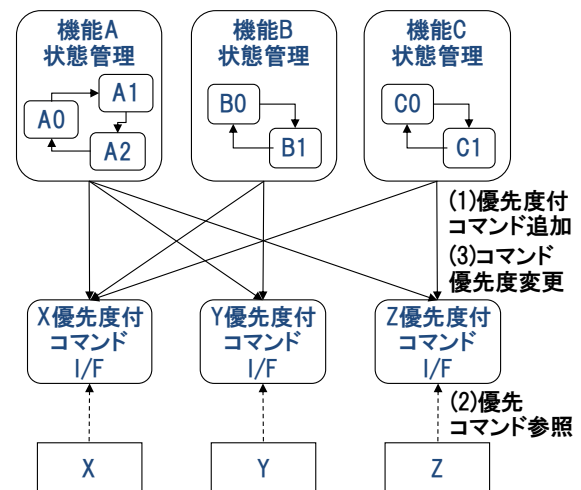 機能A
状態管理
A0
A1
A2
機能B
状態管理
B0
B1
機能C
状態管理
C0
C1
(1)優先度付
コマンド追加
(3)コマンド
優先度変更
X優先度付
コマンド
I/F
Y優先度付
コマンド
I/F
Z優先度付
コマンド
I/F
(2)優先
コマンド参照
X
Y
Z